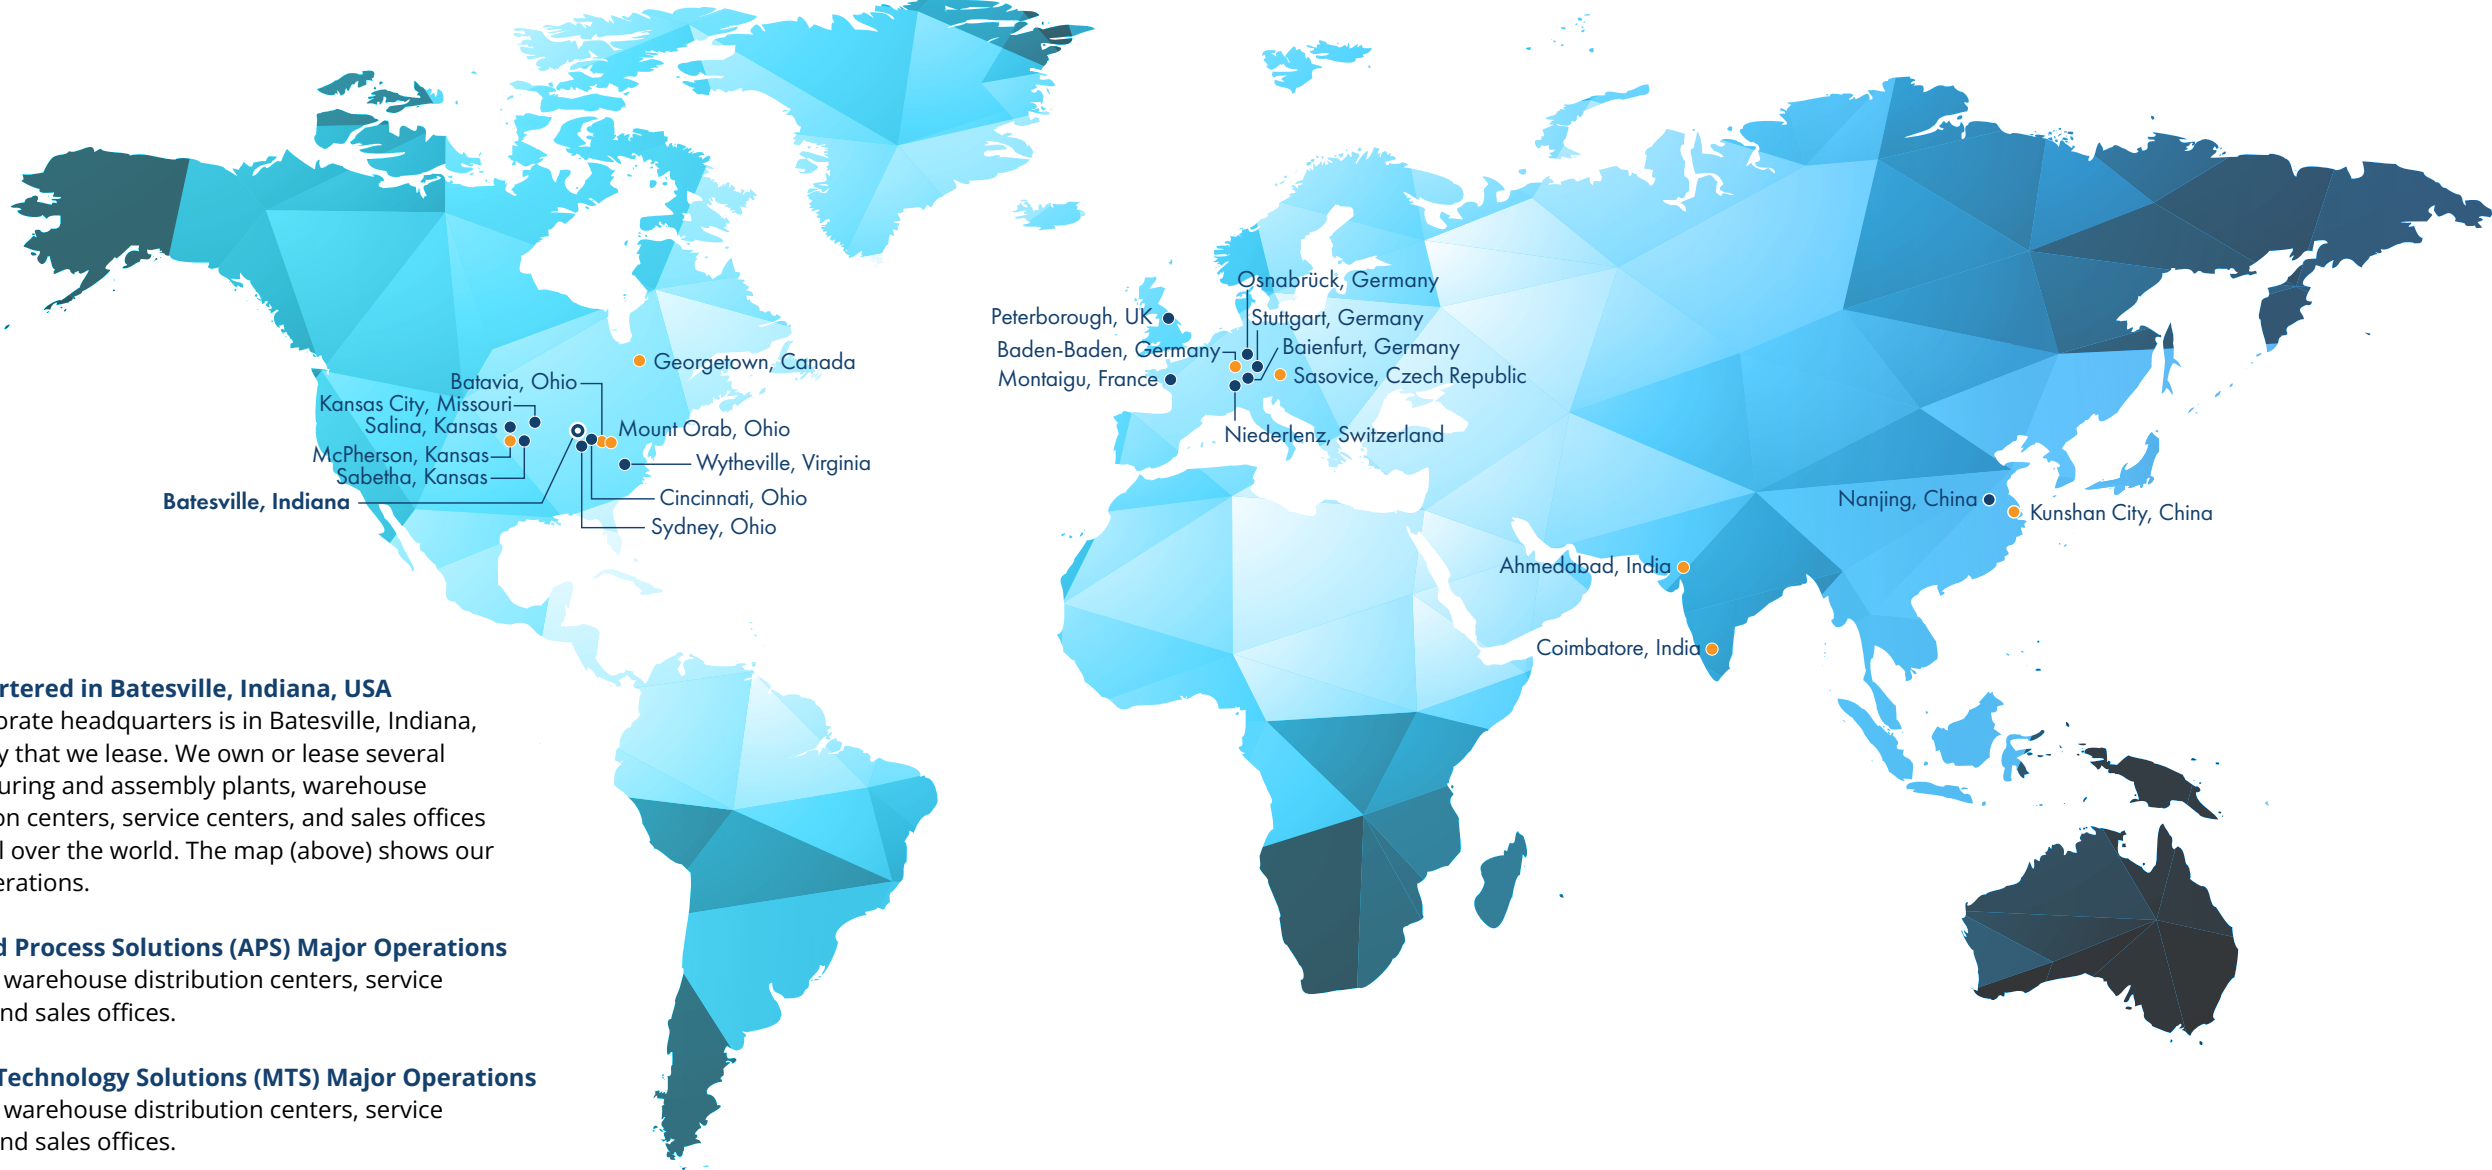 Osnabrück, Germany
Peterborough, UK
Stuttgart, Germany
Baden-Baden, Germany
Baienfurt, Germany
Montaigu, France
Sasovice, Czech Republic
Niederlenz, Switzerland
Georgetown, Canada
Batavia, Ohio
Kansas City, Missouri
Salina, Kansas
Mount Orab, Ohio
McPherson, Kansas
Wytheville, Virginia
Sabetha, Kansas
Batesville, Indiana
Cincinnati, Ohio
Sydney, Ohio
Nanjing, China
Kunshan City, China
Ahmedabad, India
Coimbatore, India
rtered in Batesville, Indiana, USA
orate headquarters is in Batesville, Indiana,
y that we lease. We own or lease several
uring and assembly plants, warehouse
on centers, service centers, and sales offices
l over the world. The map (above) shows our
erations.
d Process Solutions (APS) Major Operations
warehouse distribution centers, service
nd sales offices.
Technology Solutions (MTS) Major Operations
warehouse distribution centers, service
nd sales offices.